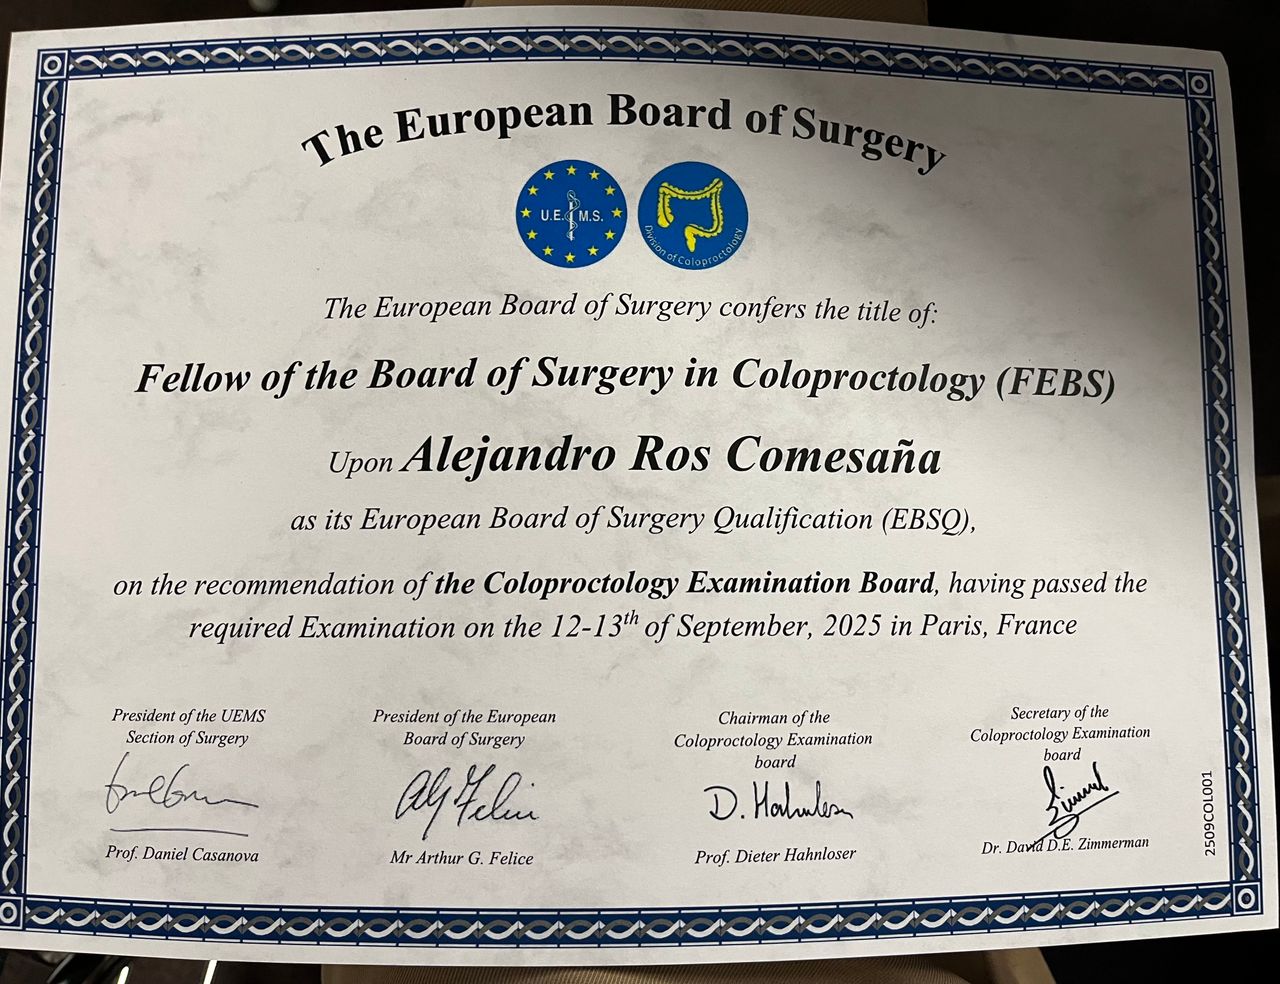 The European Board of Surgery
U.E. M.S.
Division of Coloproctology
The European Board of Surgery confers the title of:
Fellow of the Board of Surgery in Coloproctology (FEBS)
Upon Alejandro Ros Comesaña
as its European Board of Surgery Qualification (EBSQ),
on the recommendation of the Coloproctology Examination Board, having passed the
required Examination on the 12-13th of September, 2025 in Paris, France
President of the UEMS
Section of Surgery
Prof. Daniel Casanova
President of the European
Board of Surgery
Mr Arthur G. Felice
Chairman of the
Coloproctology Examination
board
D. Hahnloser
Prof. Dieter Hahnloser
Secretary of the
Coloproctology Examination
board
Dr. David D.E. Zimmerman
2509COL001